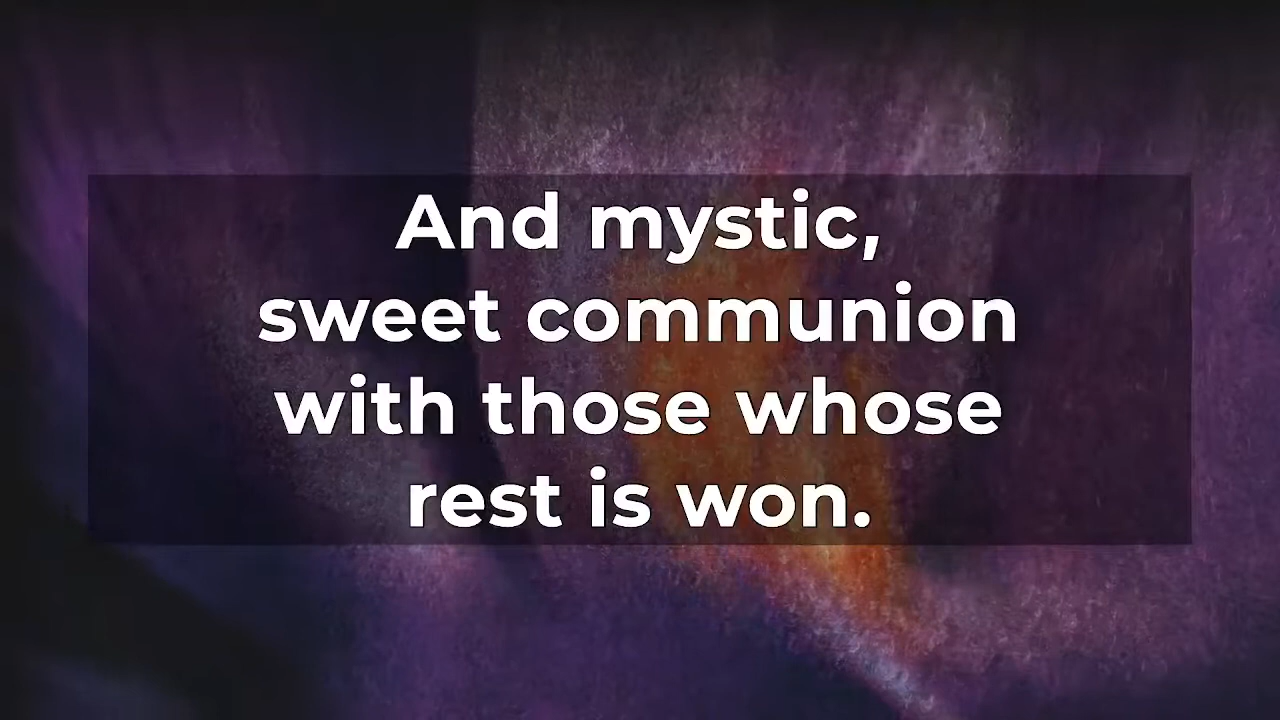 And mystic,
sweet communion
with those whose
rest is won.